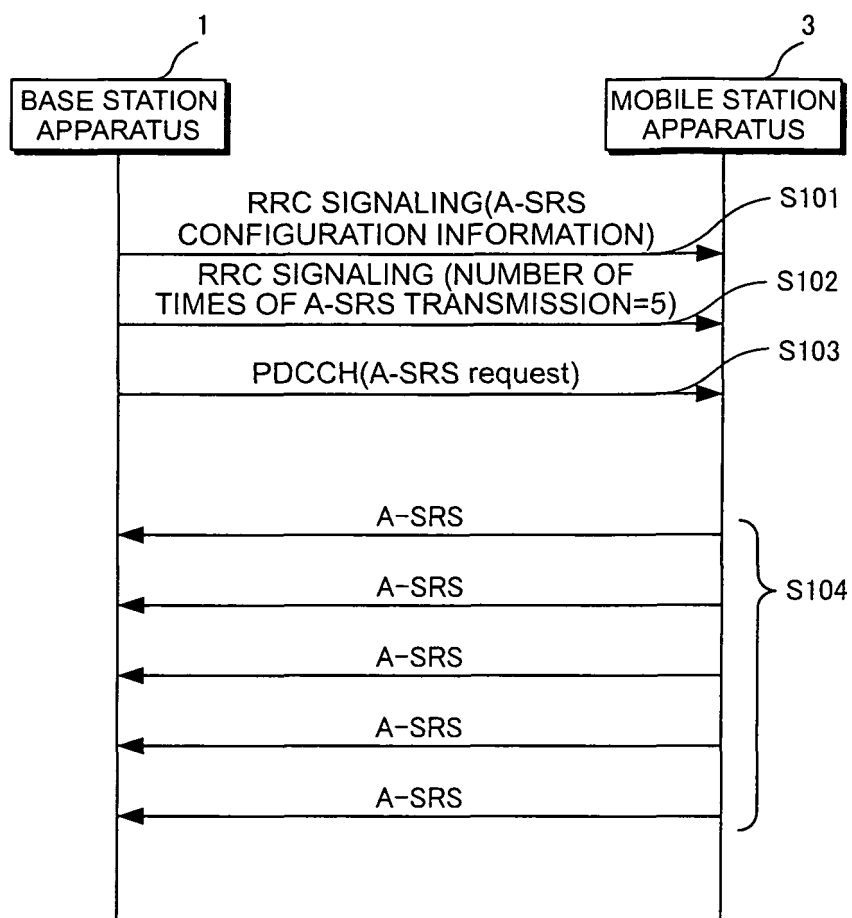 1
3
BASE STATION
APPARATUS
MOBILE STATION
APPARATUS
RRC SIGNALING(A-SRS
CONFIGURATION INFORMATION)
S101
RRC SIGNALING (NUMBER OF
TIMES OF A-SRS TRANSMISSION=5)
S102
PDCCH(A-SRS request)
S103
A-SRS
A-SRS
A-SRS
S104
A-SRS
A-SRS